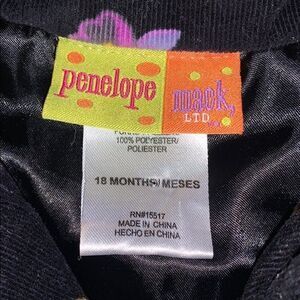 penelope
mack,
LTD.
100% POLYESTER/
POLIESTER
18 MONTHS/MESES
RN#15517
MADE IN CHINA
HECHO EN CHINA